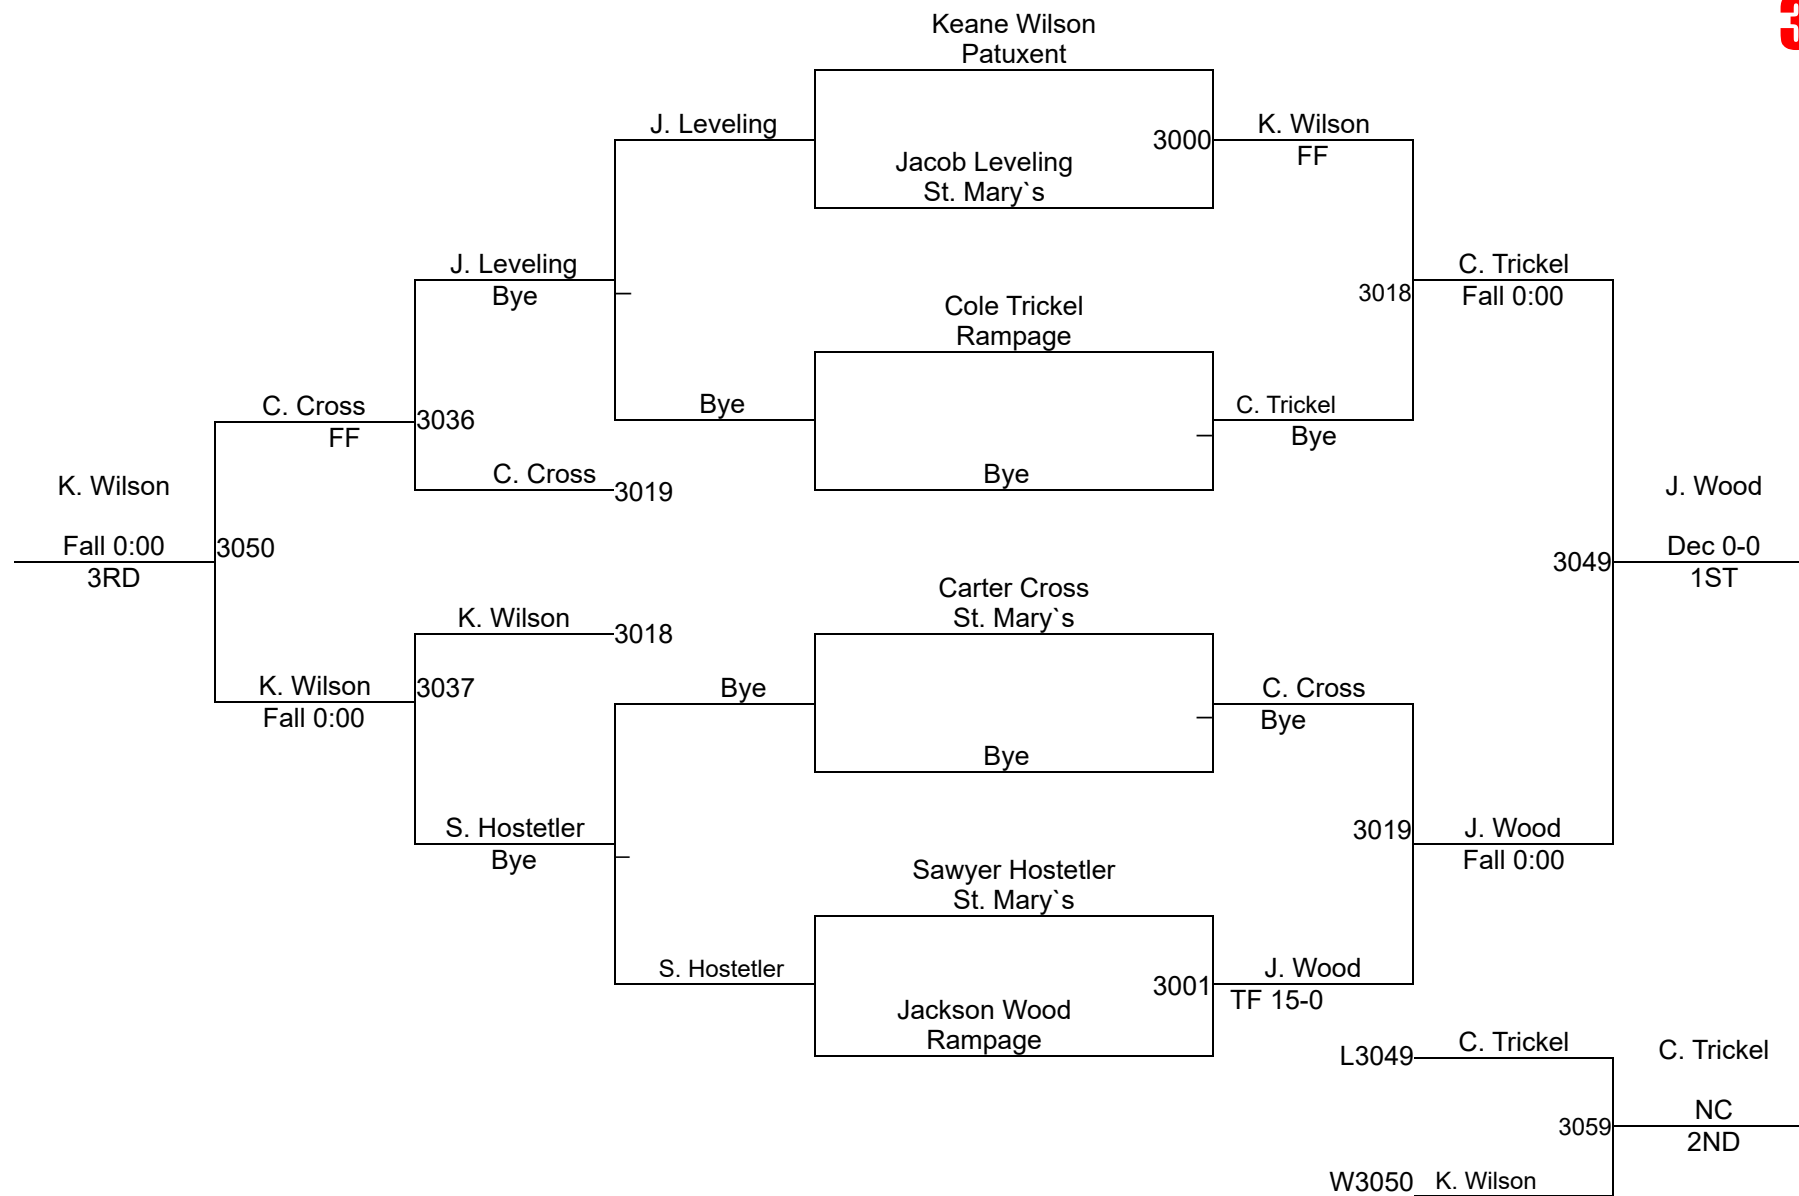 3
Keane Wilson
Patuxent
J. Leveling
3000
K. Wilson
FF
Jacob Leveling
St. Mary`s
J. Leveling
Bye
3018
C. Trickel
Fall 0:00
Cole Trickel
Rampage
C. Cross
FF
3036
Bye
C. Trickel
Bye
C. Cross
3019
Bye
K. Wilson
Fall 0:00
3RD
3050
3049
J. Wood
Dec 0-0
1ST
Carter Cross
St. Mary`s
K. Wilson
3018
K. Wilson
Fall 0:00
3037
Bye
C. Cross
Bye
Bye
S. Hostetler
Bye
3019
J. Wood
Fall 0:00
Sawyer Hostetler
St. Mary`s
S. Hostetler
3001
J. Wood
TF 15-0
Jackson Wood
Rampage
L3049
C. Trickel
C. Trickel
NC
2ND
3059
W3050
K. Wilson